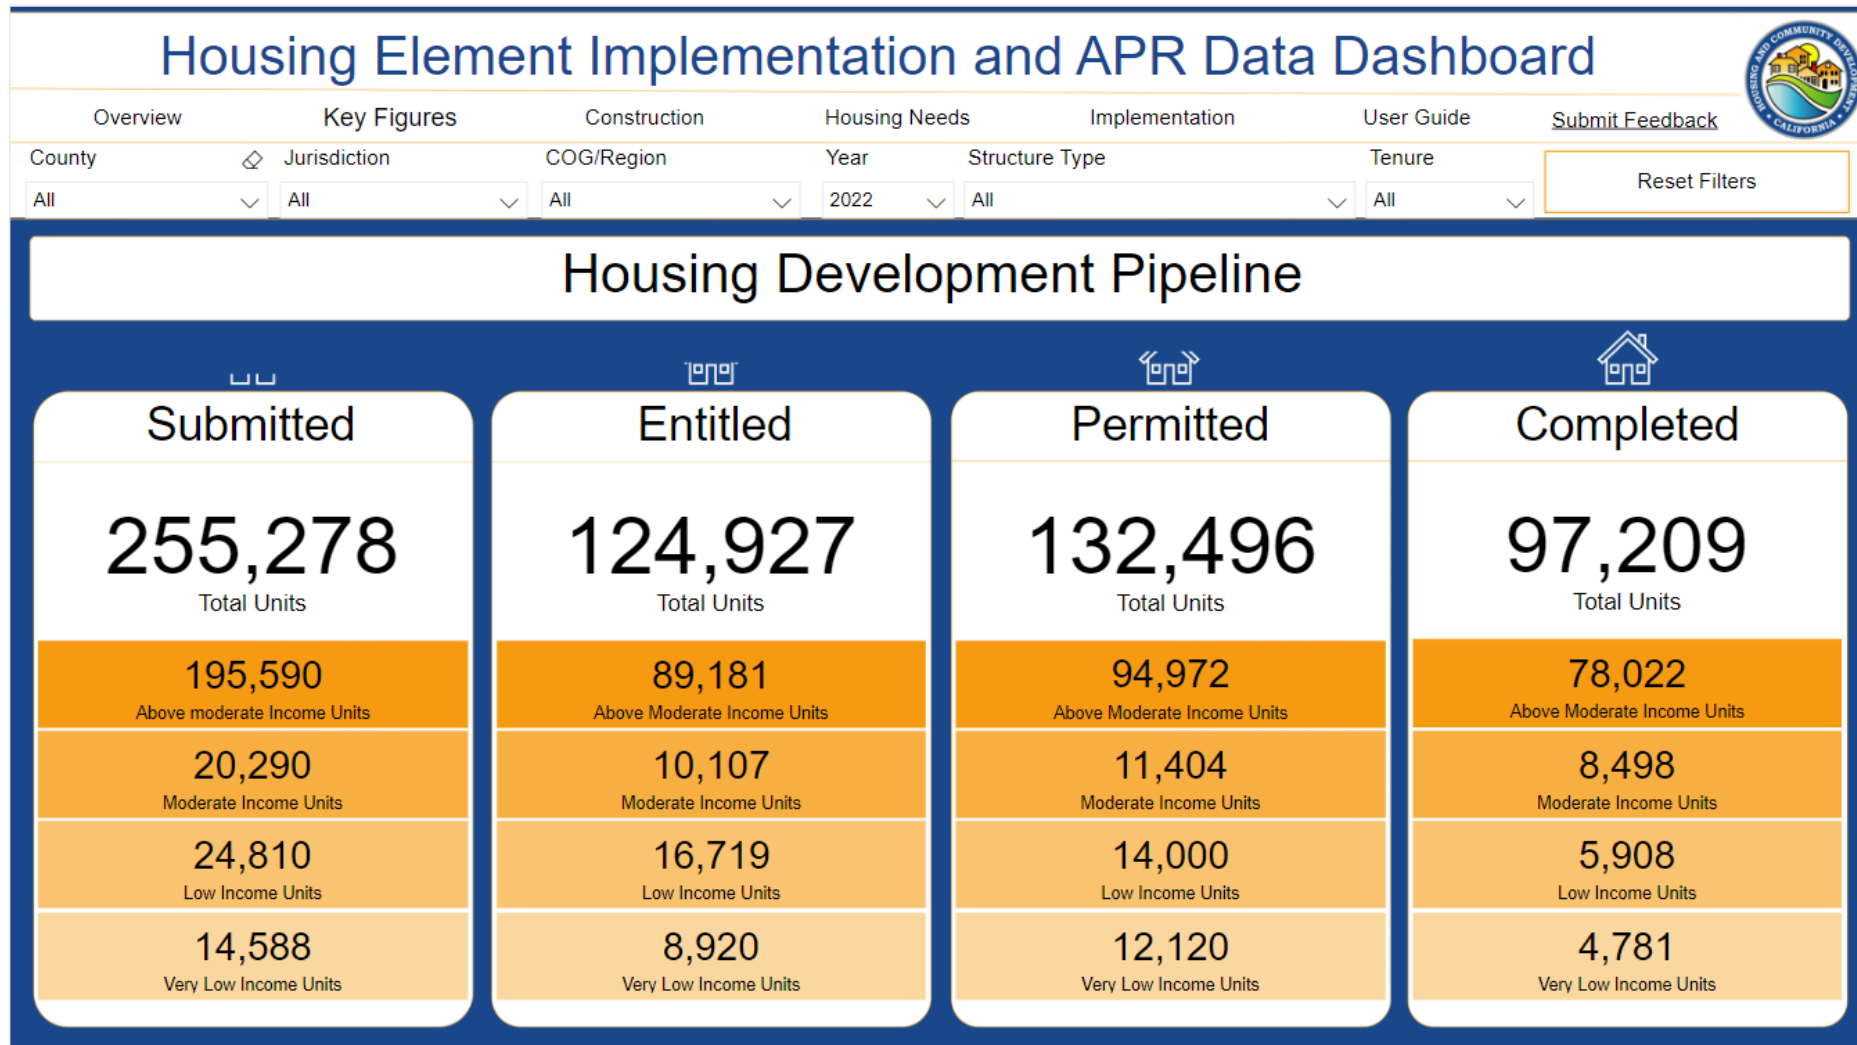 Housing Element Implementation and APR Data Dashboard
HOUSING AND COMMUNITY DEVELOPMENT
• CALIFORNIA •
Overview Key Figures Construction Housing Needs Implementation User Guide Submit Feedback
County Jurisdiction COG/Region Year Structure Type Tenure
Reset Filters
All All All 2022 All All
Housing Development Pipeline
Submitted
255,278
Total Units
195,590
Above moderate Income Units
20,290
Moderate Income Units
24,810
Low Income Units
14,588
Very Low Income Units
Entitled
124,927
Total Units
89,181
Above Moderate Income Units
10,107
Moderate Income Units
16,719
Low Income Units
8,920
Very Low Income Units
Permitted
132,496
Total Units
94,972
Above Moderate Income Units
11,404
Moderate Income Units
14,000
Low Income Units
12,120
Very Low Income Units
Completed
97,209
Total Units
78,022
Above Moderate Income Units
8,498
Moderate Income Units
5,908
Low Income Units
4,781
Very Low Income Units